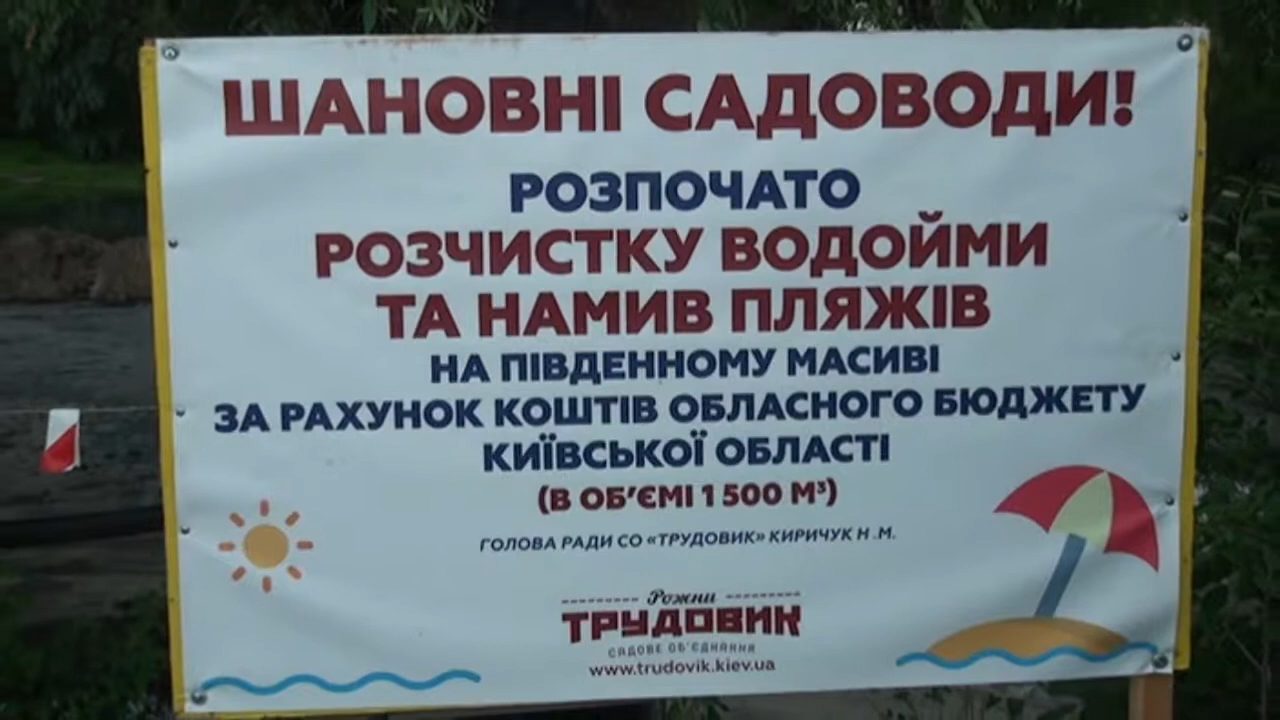 ШАНОВНІ САДОВОДИ!
РОЗПОЧАТО
РОЗЧИСТКУ ВОДОЙМИ
ТА НАМИВ ПЛЯЖІВ
НА ПІВДЕННОМУ МАСИВІ
ЗА РАХУНОК КОШТІВ ОБЛАСНОГО БЮДЖЕТУ
КИЇВСЬКОЇ ОБЛАСТІ
(В ОБ'ЄМІ 1 500 М³)
ГОЛОВА РАДИ СО «ТРУДОВИК» КИРИЧУК Н .М.
Рожни
ТРУДОВИК
САДОВЕ ОБ'ЄДНАННЯ
www.trudovik.kiev.ua